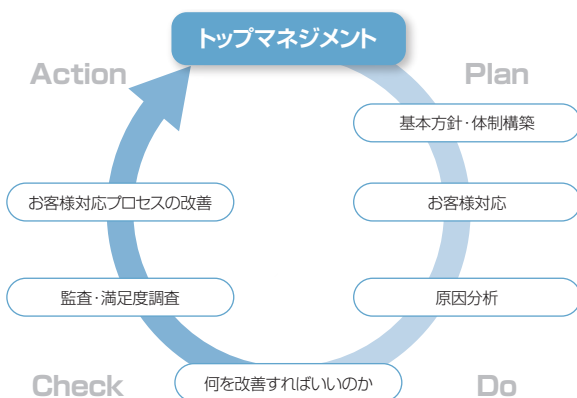 トップマネジメント
Action
Plan
基本方針・体制構築
お客様対応プロセスの改善
お客様対応
監査・満足度調査
原因分析
Check
何を改善すればいいのか
Do